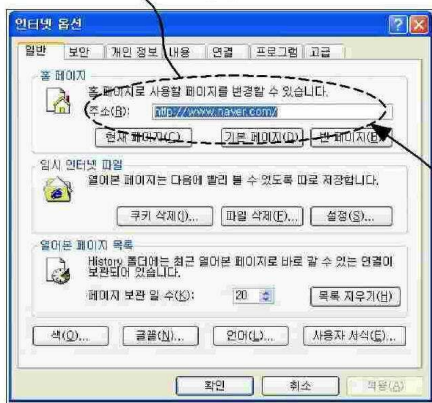 인터넷 옵션
일반 보안 개인 정보 내용 연결 프로그램 고급
홈 페이지
홈 페이지로 사용할 페이지를 변경할 수 있습니다.
주소(R): http://www.naver.com/
현재 페이지(C) 기본 페이지(D) 빈 페이지(B)
임시 인터넷 파일
열어본 페이지는 다음에 빨리 볼 수 있도록 따로 저장합니다.
쿠키 삭제(I)... 파일 삭제(F)... 설정(S)...
열어본 페이지 목록
History 폴더에는 최근 열어본 페이지로 바로 갈 수 있는 연결이
보관되어 있습니다.
페이지 보관 일 수(K): 20 목록 지우기(H)
색(O)... 글꼴(N)... 언어(L)... 사용자 서식(E)...
확인 취소 적용(A)